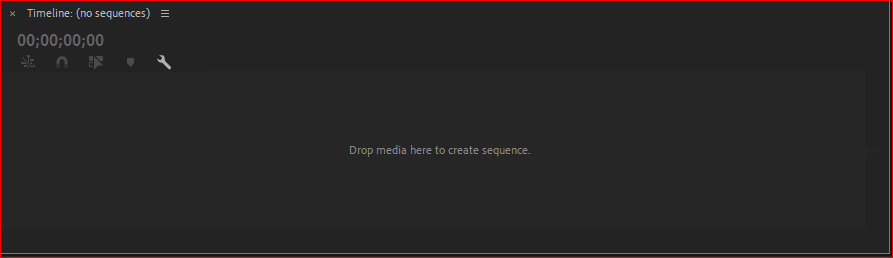 × Timeline: (no sequences) ☰
00;00;00;00
Drop media here to create sequence.